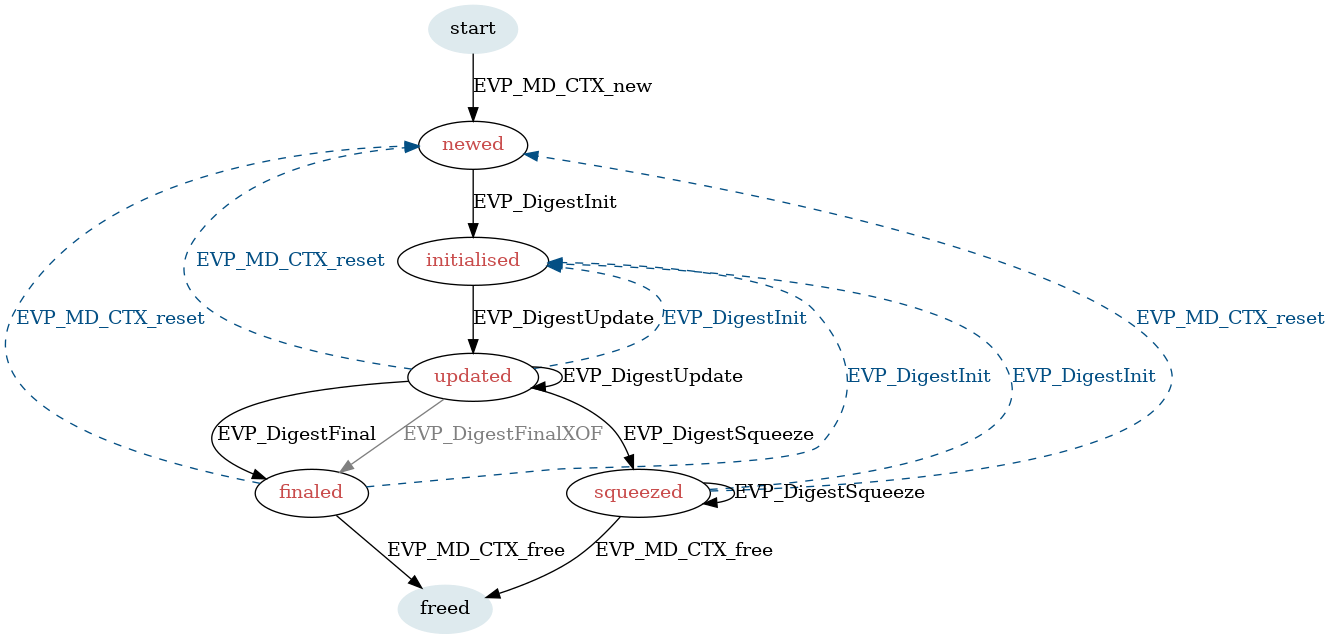 start
EVP_MD_CTX_new
newed
EVP_DigestInit
EVP_MD_CTX_reset
initialised
EVP_MD_CTX_reset
EVP_DigestUpdate
EVP_DigestInit
EVP_MD_CTX_reset
updated
EVP_DigestUpdate
EVP_DigestInit
EVP_DigestInit
EVP_DigestFinal
EVP_DigestFinalXOF
EVP_DigestSqueeze
finaled
squeezed
EVP_DigestSqueeze
EVP_MD_CTX_free
EVP_MD_CTX_free
freed